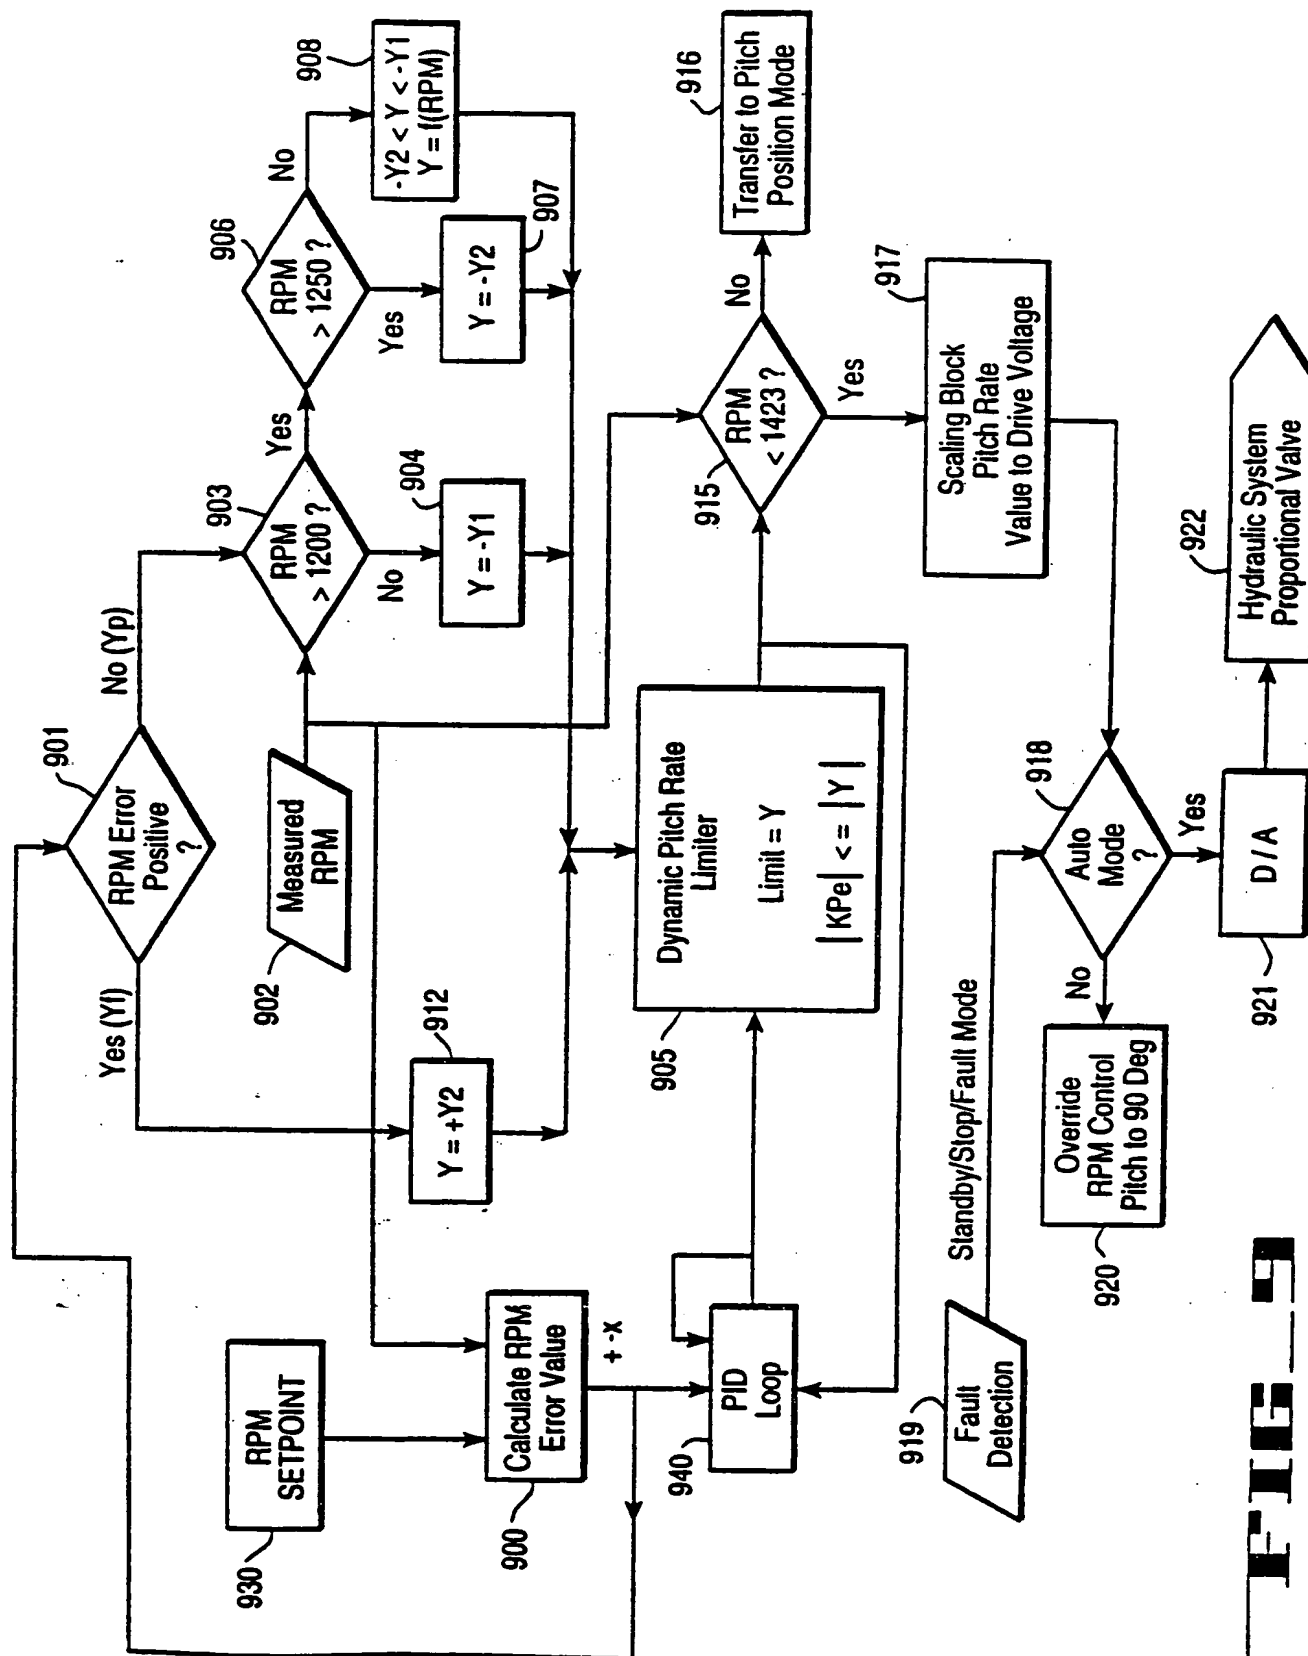 RPM
SETPOINT
930
Calculate RPM
Error Value
900
+ -x
RPM Error
Positive
?
901
Yes (Yf)
No (Yp)
Measured
RPM
902
RPM
> 1200 ?
903
Yes
No
RPM
> 1250 ?
906
No
Yes
-Y2 < Y < -Y1
Y = f((RPM)
908
Y = -Y1
904
Y = -Y2
907
Y = +Y2
912
PID
Loop
940
Dynamic Pitch Rate
Limiter
Limit = Y
|KPe| <= |Y|
905
RPM
< 1423 ?
915
No
Yes
Transfer to Pitch
Position Mode
916
Scaling Block
Pitch Rate
Value to Drive Voltage
917
Fault
Detection
919
Standby/Stop/Fault Mode
Auto
Mode
?
918
No
Yes
Override
RPM Control
Pitch to 90 Deg
920
D / A
921
Hydraulic System
Proportional Valve
922
FIG 9